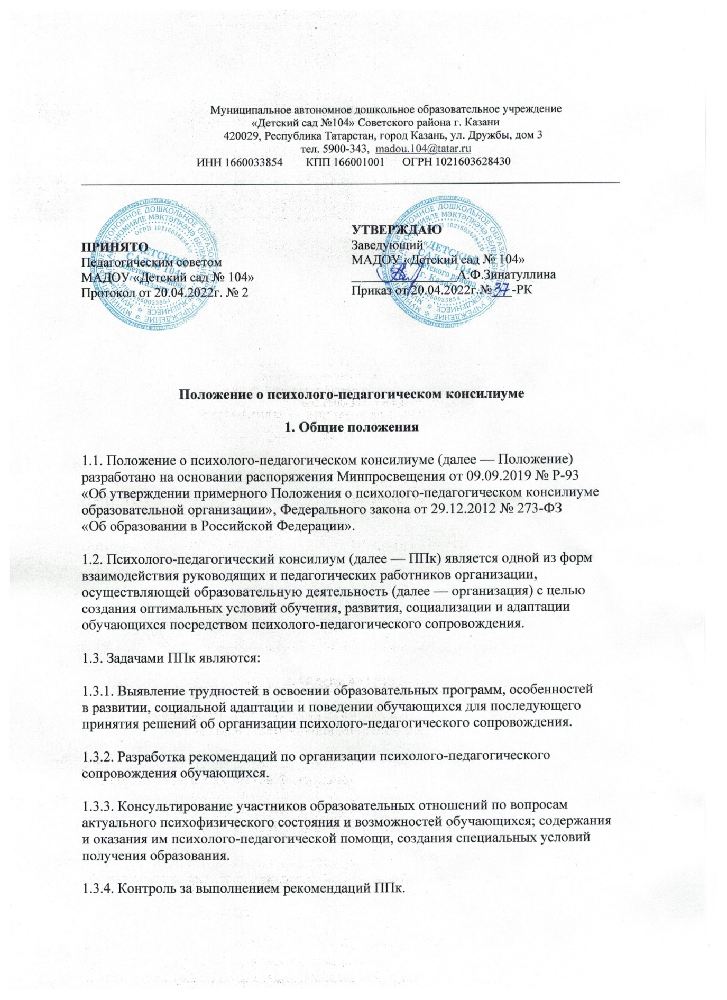 Муниципальное автономное дошкольное образовательное учреждение
«Детский сад №104» Советского района г. Казани
420029, Республика Татарстан, город Казань, ул. Дружбы, дом 3
тел. 5900-343, madou.104@tatar.ru
ИНН 1660033854 КПП 166001001 ОГРН 1021603628430
ПРИНЯТО
Педагогическим советом
МАДОУ «Детский сад № 104»
Протокол от 20.04.2022г. № 2
УТВЕРЖДАЮ
Заведующий
МАДОУ «Детский сад № 104»
А.Ф.Зинатуллина
Приказ от 20.04.2022г.№ 37-РК
Положение о психолого-педагогическом консилиуме
1. Общие положения
1.1. Положение о психолого-педагогическом консилиуме (далее — Положение)
разработано на основании распоряжения Минпросвещения от 09.09.2019 № Р-93
«Об утверждении примерного Положения о психолого-педагогическом консилиуме
образовательной организации», Федерального закона от 29.12.2012 № 273-ФЗ
«Об образовании в Российской Федерации».
1.2. Психолого-педагогический консилиум (далее — ППк) является одной из форм
взаимодействия руководящих и педагогических работников организации,
осуществляющей образовательную деятельность (далее — организация) с целью
создания оптимальных условий обучения, развития, социализации и адаптации
обучающихся посредством психолого-педагогического сопровождения.
1.3. Задачами ППк являются:
1.3.1. Выявление трудностей в освоении образовательных программ, особенностей
в развитии, социальной адаптации и поведении обучающихся для последующего
принятия решений об организации психолого-педагогического сопровождения.
1.3.2. Разработка рекомендаций по организации психолого-педагогического
сопровождения обучающихся.
1.3.3. Консультирование участников образовательных отношений по вопросам
актуального психофизического состояния и возможностей обучающихся; содержания
и оказания им психолого-педагогической помощи, создания специальных условий
получения образования.
1.3.4. Контроль за выполнением рекомендаций ППк.